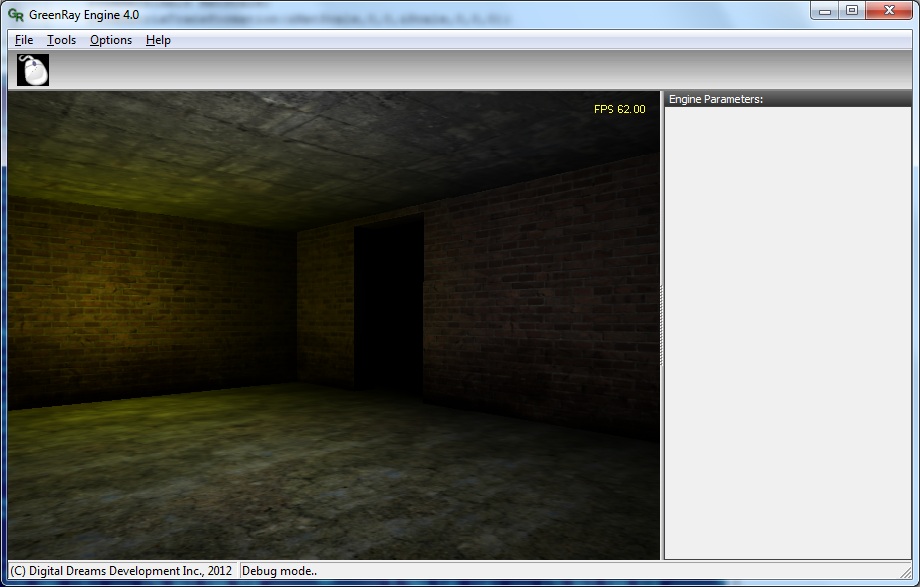 GR GreenRay Engine 4.0
File Tools Options Help
FPS 62.00
Engine Parameters:
(C) Digital Dreams Development Inc., 2012 Debug mode..